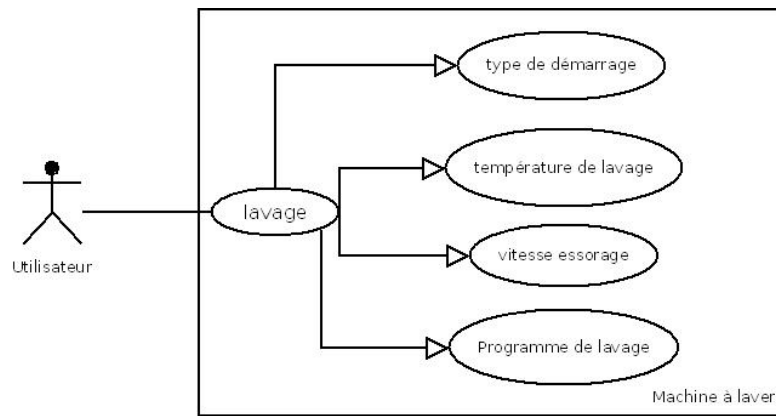 type de démarrage
température de lavage
lavage
vitesse essorage
Utilisateur
Programme de lavage
Machine à laver